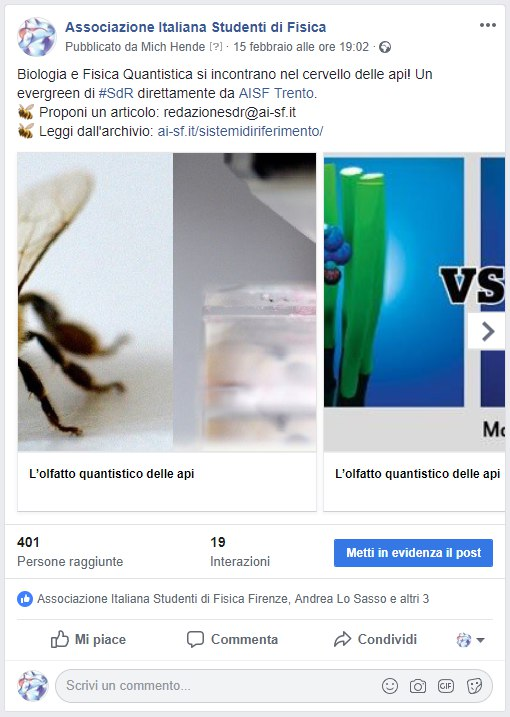 Associazione Italiana Studenti di Fisica
Pubblicato da Mich Hende [?] · 15 febbraio alle ore 19:02 ·
Biologia e Fisica Quantistica si incontrano nel cervello delle api! Un
evergreen di #SdR direttamente da AISF Trento.
Proponi un articolo: redazionesdr@ai-sf.it
Leggi dall'archivio: ai-sf.it/sistemidiriferimento/
VS
L'olfatto quantistico delle api
L'olfatto quantistico delle api
401
Persone raggiunte
19
Interazioni
Metti in evidenza il post
Associazione Italiana Studenti di Fisica Firenze, Andrea Lo Sasso e altri 3
Mi piace
Commenta
Condividi
Scrivi un commento...
GIF